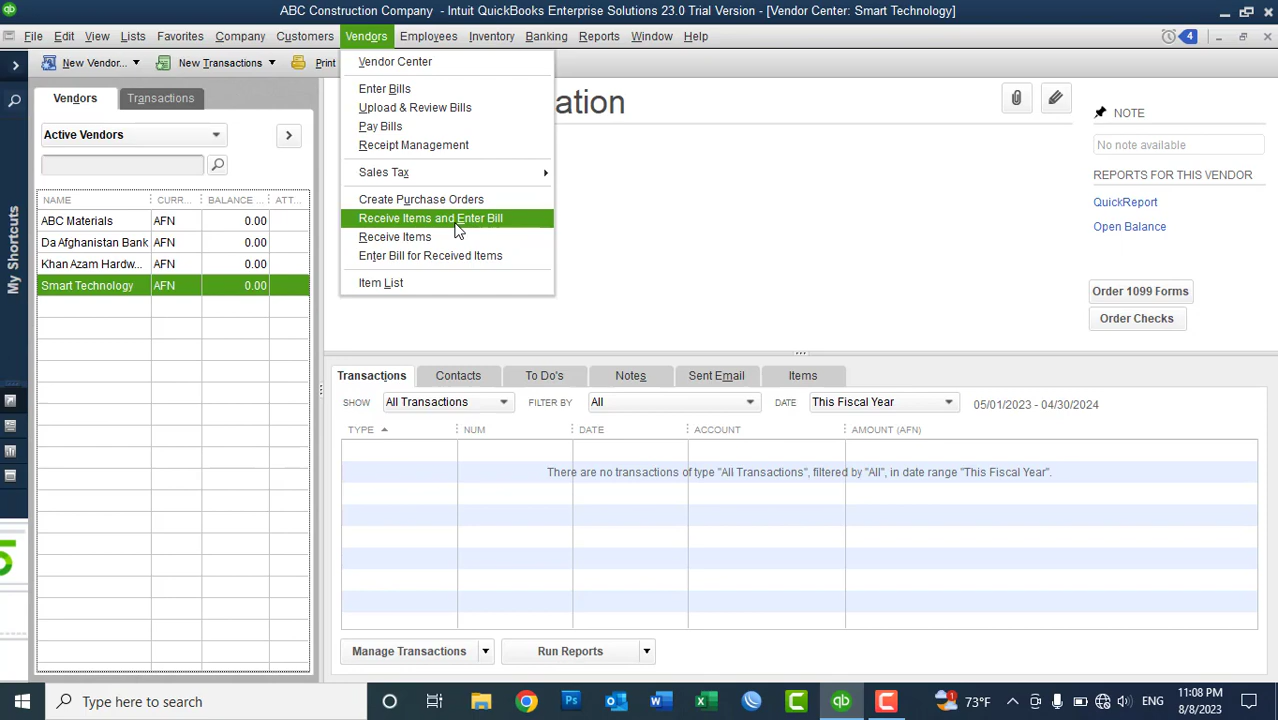 ABC Construction Company - Intuit QuickBooks Enterprise Solutions 23.0 Trial Version - [Vendor Center: Smart Technology]
File Edit View Lists Favorites Company Customers Vendors Employees Inventory Banking Reports Window Help 4
New Vendor... New Transactions Print
Vendors Transactions
Active Vendors
NAME CURR... BALANCE ... ATT...
ABC Materials AFN 0.00
Da Afghanistan Bank AFN 0.00
Khan Azam Hardw... AFN 0.00
Smart Technology AFN 0.00
My Shortcuts
Vendor Center
Enter Bills
Upload & Review Bills
Pay Bills
Receipt Management
Sales Tax
Create Purchase Orders
Receive Items and Enter Bill
Receive Items
Enter Bill for Received Items
Item List
ation
NOTE
No note available
REPORTS FOR THIS VENDOR
QuickReport
Open Balance
Order 1099 Forms
Order Checks
Transactions Contacts To Do's Notes Sent Email Items
SHOW All Transactions FILTER BY All DATE This Fiscal Year 05/01/2023 - 04/30/2024
TYPE NUM DATE ACCOUNT AMOUNT (AFN)
There are no transactions of type "All Transactions", filtered by "All", in date range "This Fiscal Year".
Manage Transactions Run Reports
Type here to search
73°F ENG 11:08 PM
8/8/2023